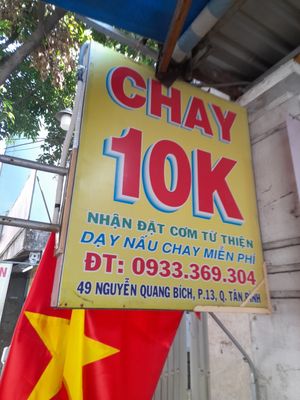 CHAY
10K
NHẬN ĐẶT CƠM TỪ THIỆN
DẠY NẤU CHAY MIỄN PHÍ
ĐT: 0933.369.304
49 NGUYỄN QUANG BÍCH, P.13, Q. TÂN BÌNH